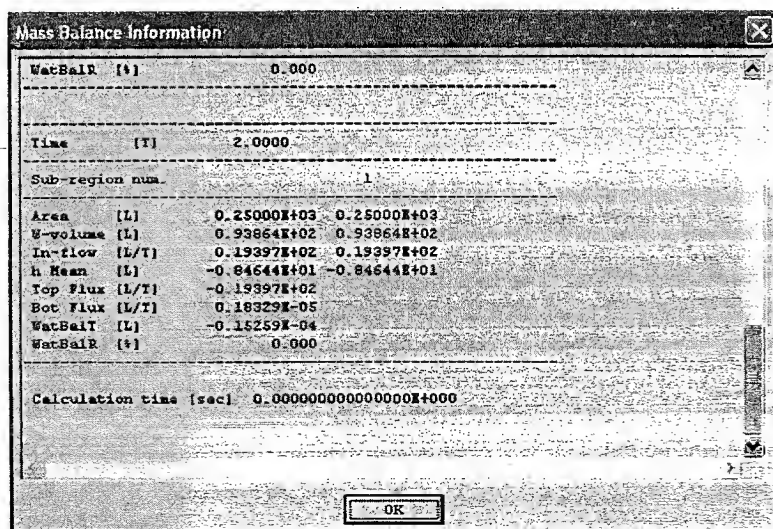 Mass Balance Information
WatBalR [%] 0.000
Time [T] 2.0000
Sub-region num. 1
Area [L] 0.25000E+03 0.25000E+03
W-volume [L] 0.93864E+02 0.93864E+02
In-flow [L/T] 0.19397E+02 0.19397E+02
h Mean [L] -0.84644E+01 -0.84644E+01
Top Flux [L/T] -0.19397E+02
Bot Flux [L/T] 0.18329E-05
WatBalT [L] -0.15259E-04
WatBalR [%] 0.000
Calculation time [sec] 0.000000000000000E+000
OK